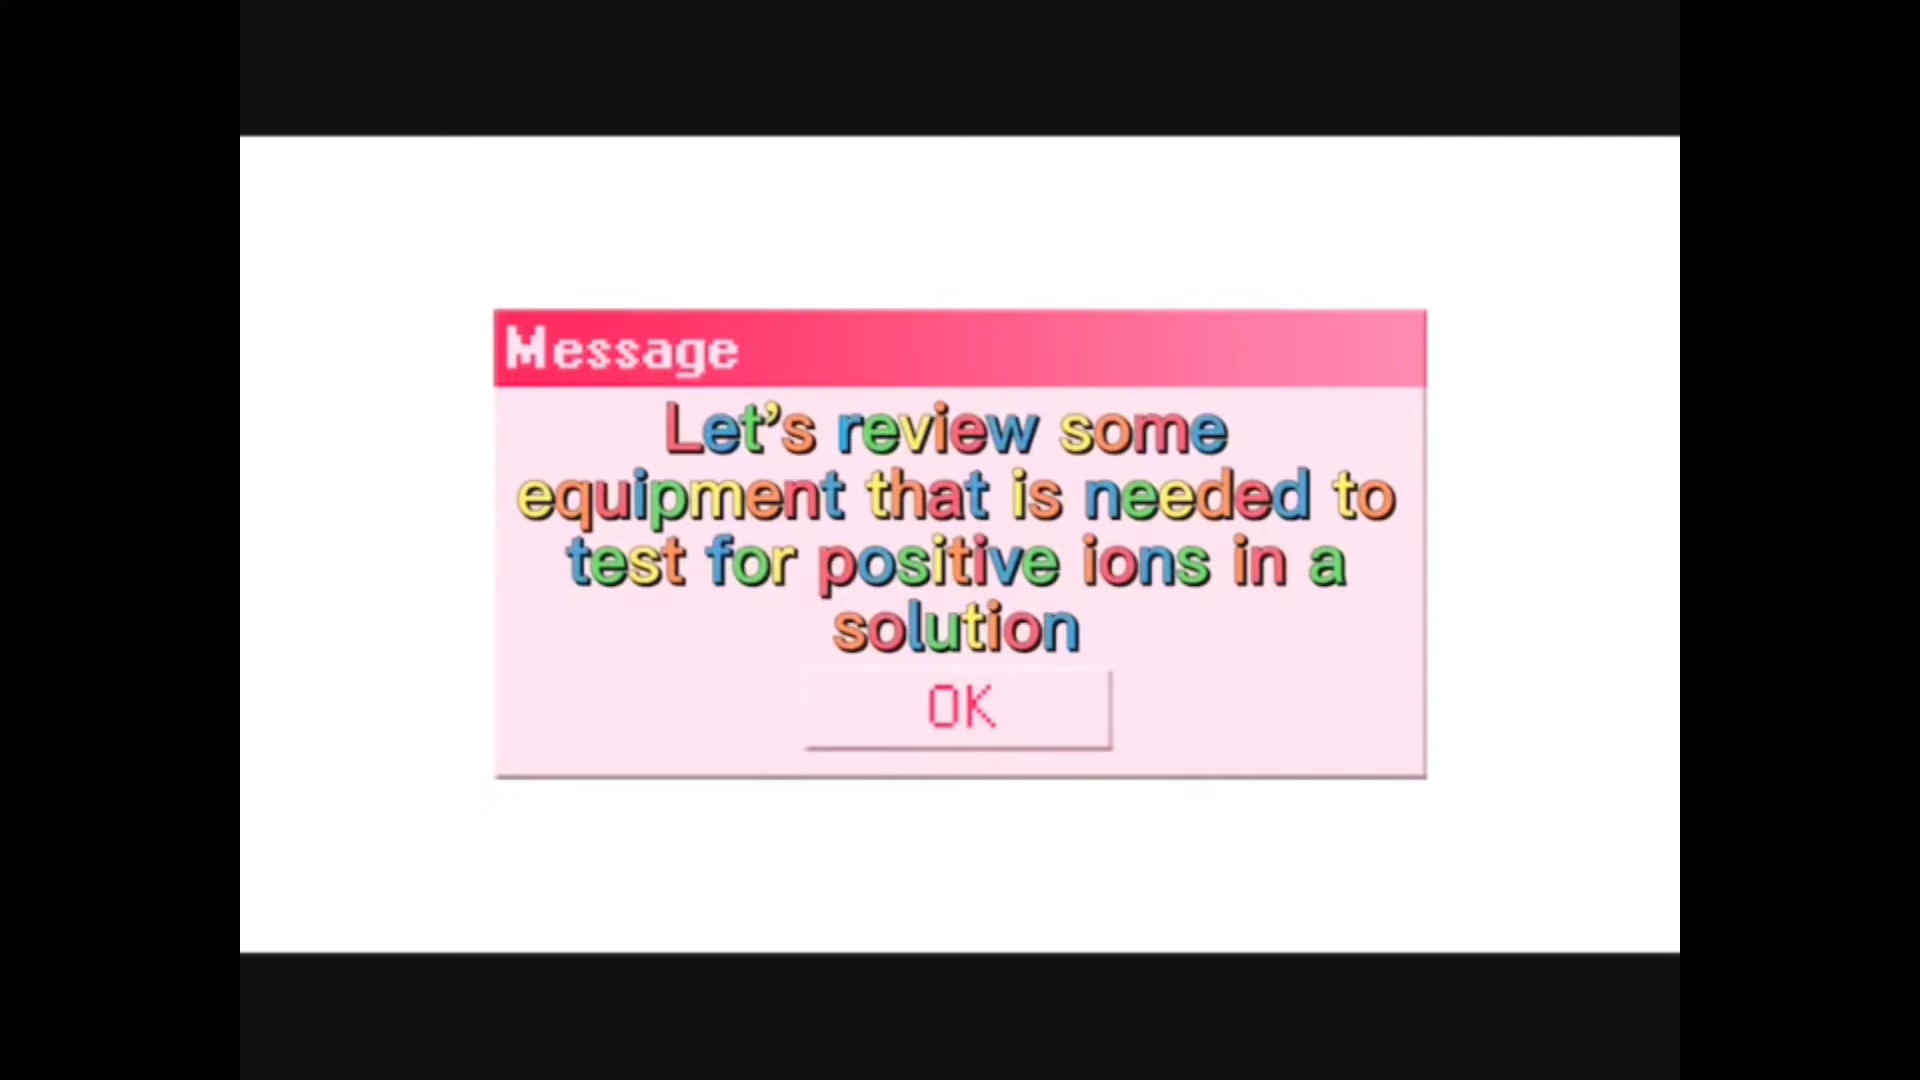 Message
Let’s review some
equipment that is needed to
test for positive ions in a
solution
OK